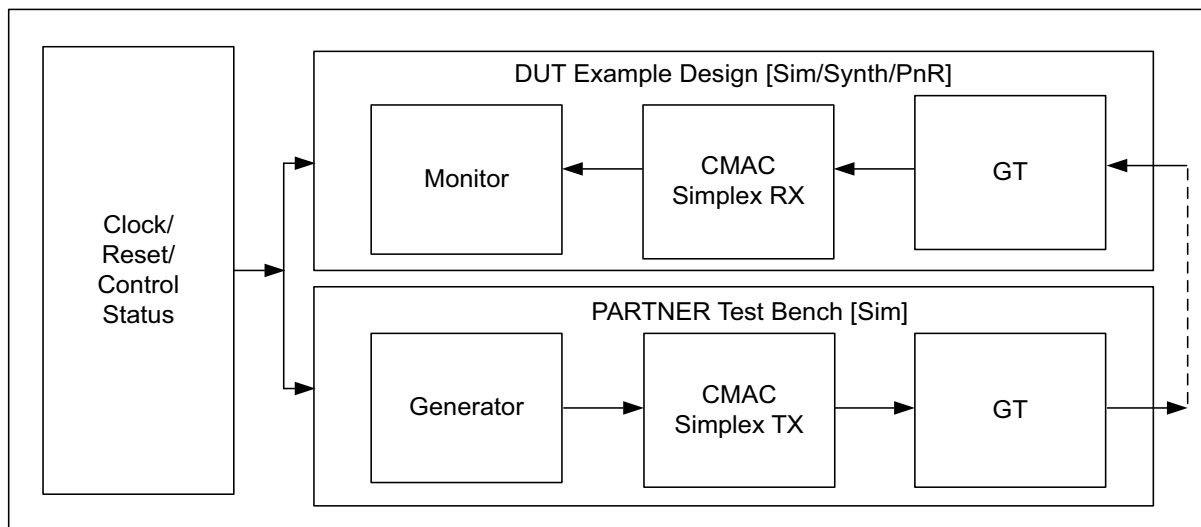 DUT Example Design [Sim/Synth/PnR]
Monitor
CMAC
Simplex RX
GT
Clock/
Reset/
Control
Status
PARTNER Test Bench [Sim]
Generator
CMAC
Simplex TX
GT